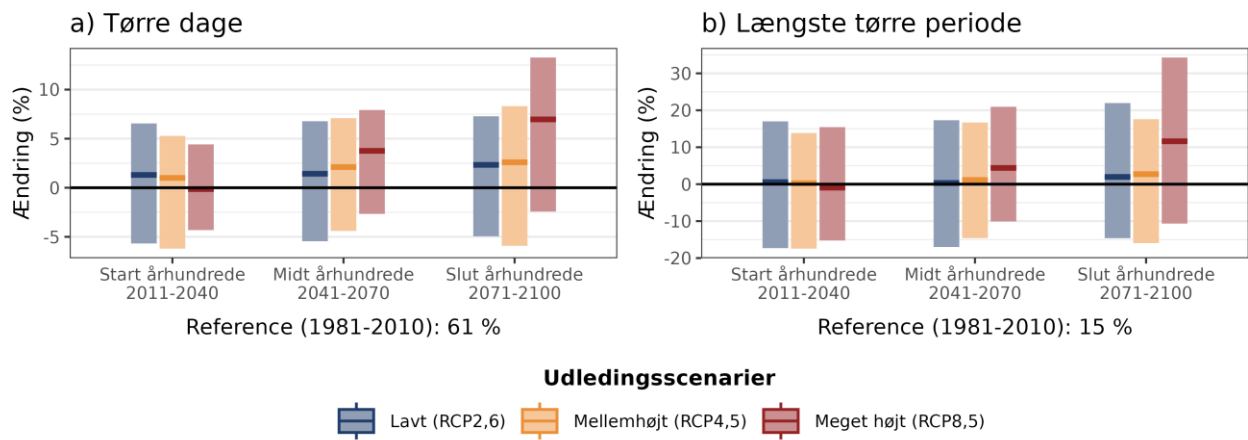 a) Tørre dage
Ændring (%)
10
5
0
-5
Start århundrede
2011-2040
Midt århundrede
2041-2070
Slut århundrede
2071-2100
Reference (1981-2010): 61 %
b) Længste tørre periode
Ændring (%)
30
20
10
0
-10
-20
Start århundrede
2011-2040
Midt århundrede
2041-2070
Slut århundrede
2071-2100
Reference (1981-2010): 15 %
Udledingsscenarier
Lavt (RCP2,6)
Mellemhøjt (RCP4,5)
Meget højt (RCP8,5)